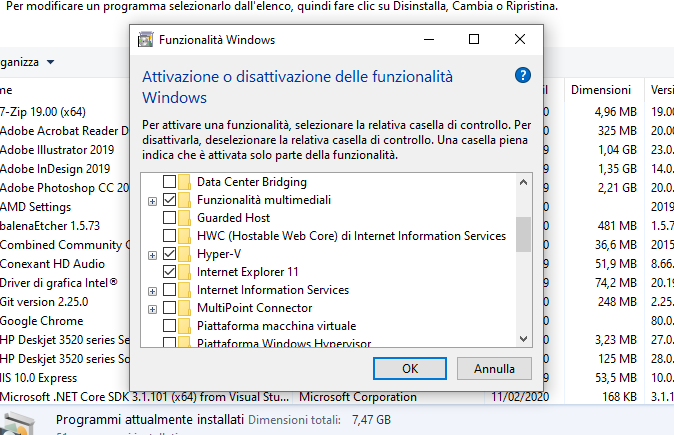 Per modificare un programma selezionarlo dall'elenco, quindi fare clic su Disinstalla, Cambia o Ripristina.
Funzionalità Windows
Attivazione o disattivazione delle funzionalità
Windows
Per attivare una funzionalità, selezionare la relativa casella di controllo. Per
disattivarla, deselezionare la relativa casella di controllo. Una casella piena
indica che è attivata solo parte della funzionalità.
Data Center Bridging
Funzionalità multimediali
Guarded Host
HWC (Hostable Web Core) di Internet Information Services
Hyper-V
Internet Explorer 11
Internet Information Services
MultiPoint Connector
Piattaforma macchina virtuale
Piattaforma Windows Hypervisor
OK Annulla
ganizza
me Dimensioni Versi
7-Zip 19.00 (x64) 4,96 MB 19.00
Adobe Acrobat Reader D 325 MB 20.00
Adobe Illustrator 2019 1,04 GB 23.0
Adobe InDesign 2019 1,35 GB 14.0
Adobe Photoshop CC 20 2,21 GB 20.0
AMD Settings 2019
balenaEtcher 1.5.73 481 MB 1.5.7
Combined Community C 36,6 MB 2015
Conexant HD Audio 51,9 MB 8.66
Driver di grafica Intel® 74,2 MB 20.19
Git version 2.25.0 248 MB 2.25.
Google Chrome 80.0
HP Deskjet 3520 series 3,23 MB 27.0
HP Deskjet 3520 series So 125 MB 28.0
IIS 10.0 Express 53,5 MB 10.0
Microsoft .NET Core SDK 3.1.101 (x64) from Visual Stu... Microsoft Corporation 11/02/2020 168 KB 3.1.1
Programmi attualmente installati Dimensioni totali: 7,47 GB